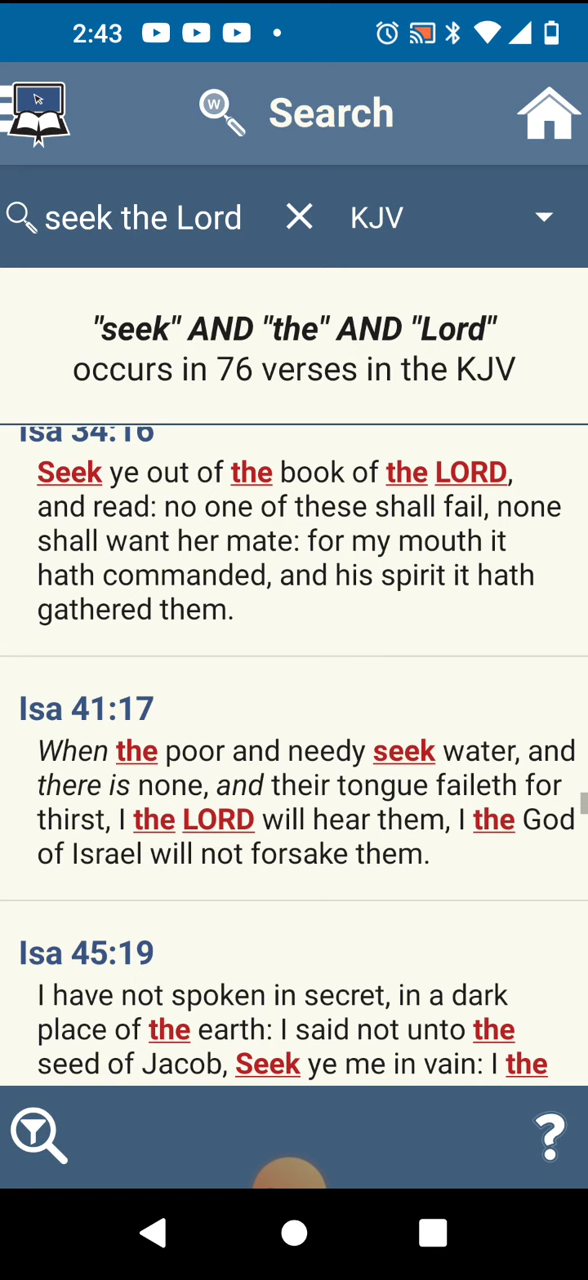 2:43
W
Search
seek the Lord
KJV
"seek" AND "the" AND "Lord"
occurs in 76 verses in the KJV
Isa 34:16
Seek ye out of the book of the LORD,
and read: no one of these shall fail, none
shall want her mate: for my mouth it
hath commanded, and his spirit it hath
gathered them.
Isa 41:17
When the poor and needy seek water, and
there is none, and their tongue faileth for
thirst, I the LORD will hear them, I the God
of Israel will not forsake them.
Isa 45:19
I have not spoken in secret, in a dark
place of the earth: I said not unto the
seed of Jacob, Seek ye me in vain: I the
?